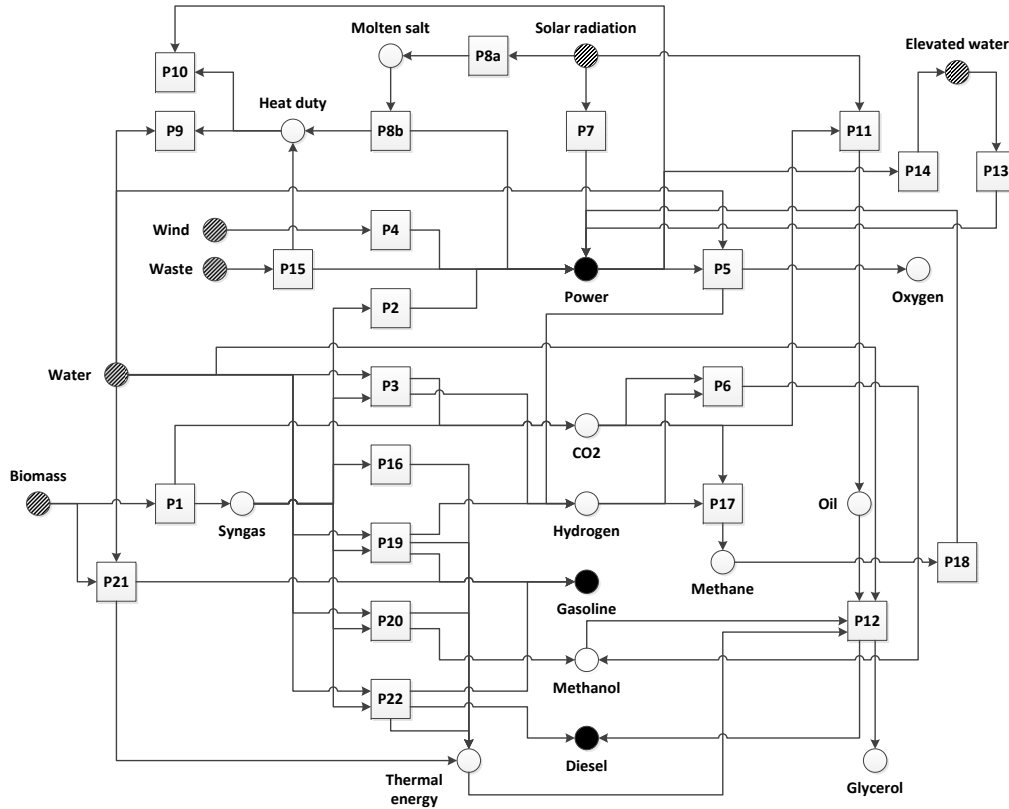 Molten salt
Solar radiation
Elevated water
P8a
P10
Heat duty
P9
P8b
P7
P11
P14
P13
Wind
P4
Waste
P15
P5
Power
Oxygen
P2
Water
P3
P6
CO2
Biomass
P16
P1
Syngas
Hydrogen
P17
Oil
P19
P21
Gasoline
Methane
P18
P20
P12
Methanol
P22
Diesel
Thermal
energy
Glycerol